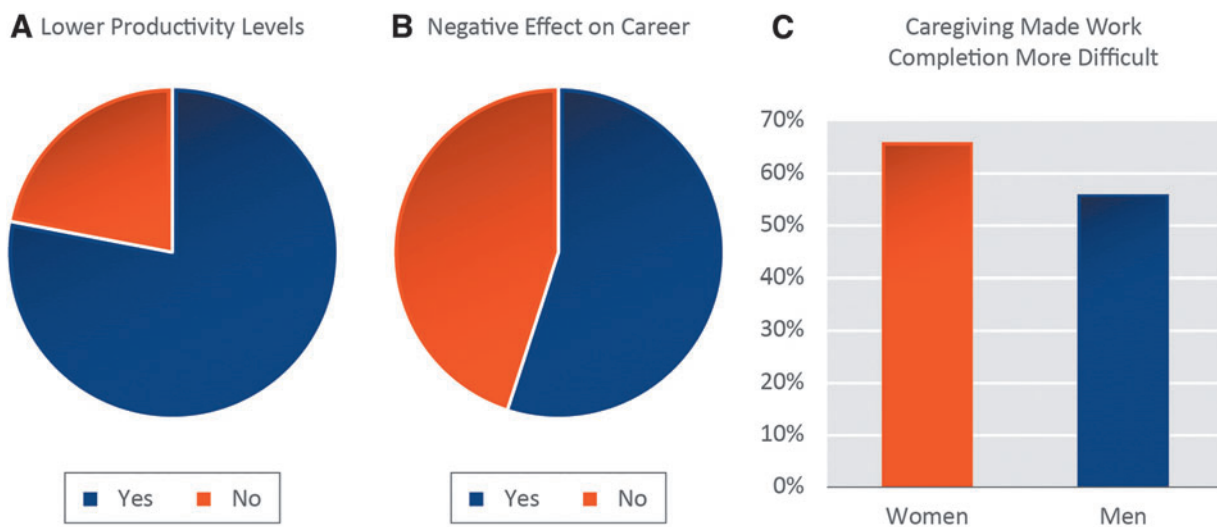 A Lower Productivity Levels
Yes No
B Negative Effect on Career
Yes No
C Caregiving Made Work
Completion More Difficult
70%
60%
50%
40%
30%
20%
10%
0%
Women Men